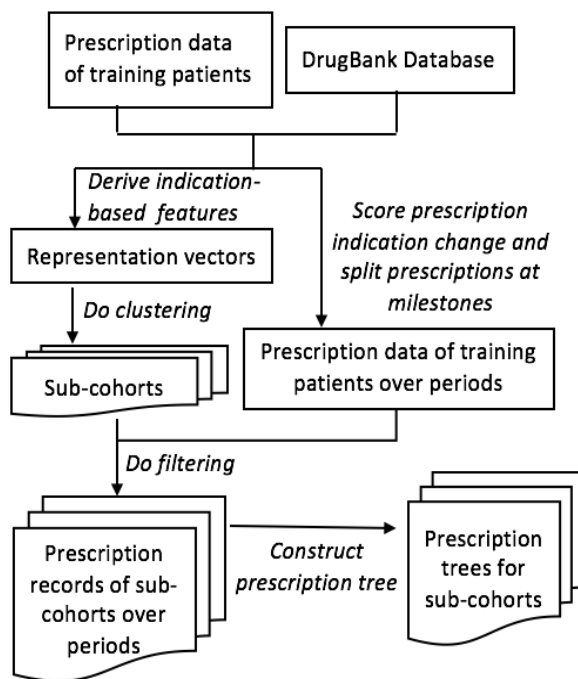 Prescription data
of training patients
DrugBank Database
Derive indication-
based features
Score prescription
indication change and
split prescriptions at
milestones
Representation vectors
Do clustering
Sub-cohorts
Prescription data of training
patients over periods
Do filtering
Prescription
records of sub-
cohorts over
periods
Construct
prescription tree
Prescription
trees for
sub-cohorts